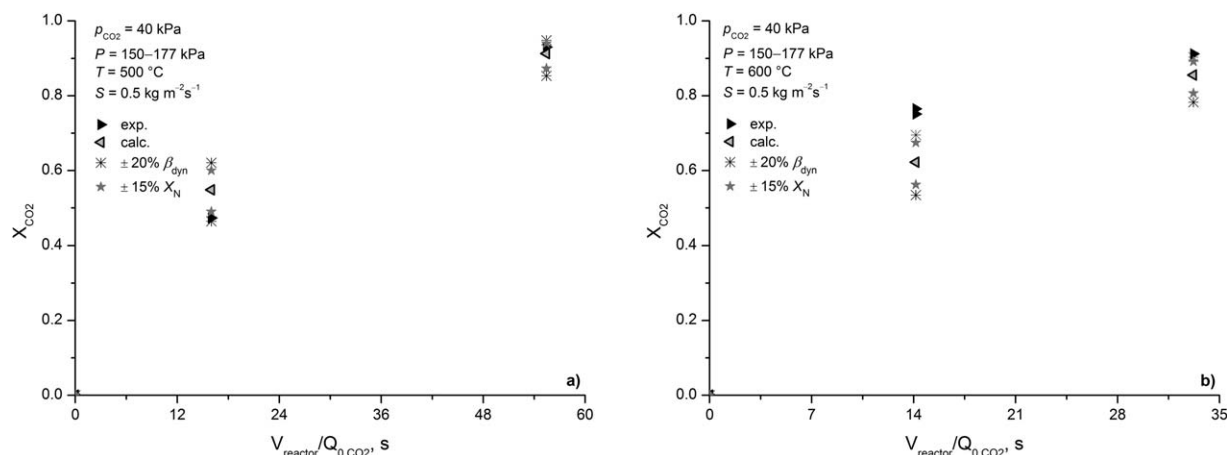 1.0
0.8
0.6
0.4
0.2
0.0
X_CO2
p_CO2 = 40 kPa
P = 150–177 kPa
T = 500 °C
S = 0.5 kg m⁻²s⁻¹
exp.
calc.
± 20% β_dyn
± 15% X_N
a)
0 12 24 36 48 60
V_reactor/Q_0,CO2, s
1.0
0.8
0.6
0.4
0.2
0.0
X_CO2
p_CO2 = 40 kPa
P = 150–177 kPa
T = 600 °C
S = 0.5 kg m⁻²s⁻¹
exp.
calc.
± 20% β_dyn
± 15% X_N
b)
0 7 14 21 28 35
V_reactor/Q_0,CO2, s